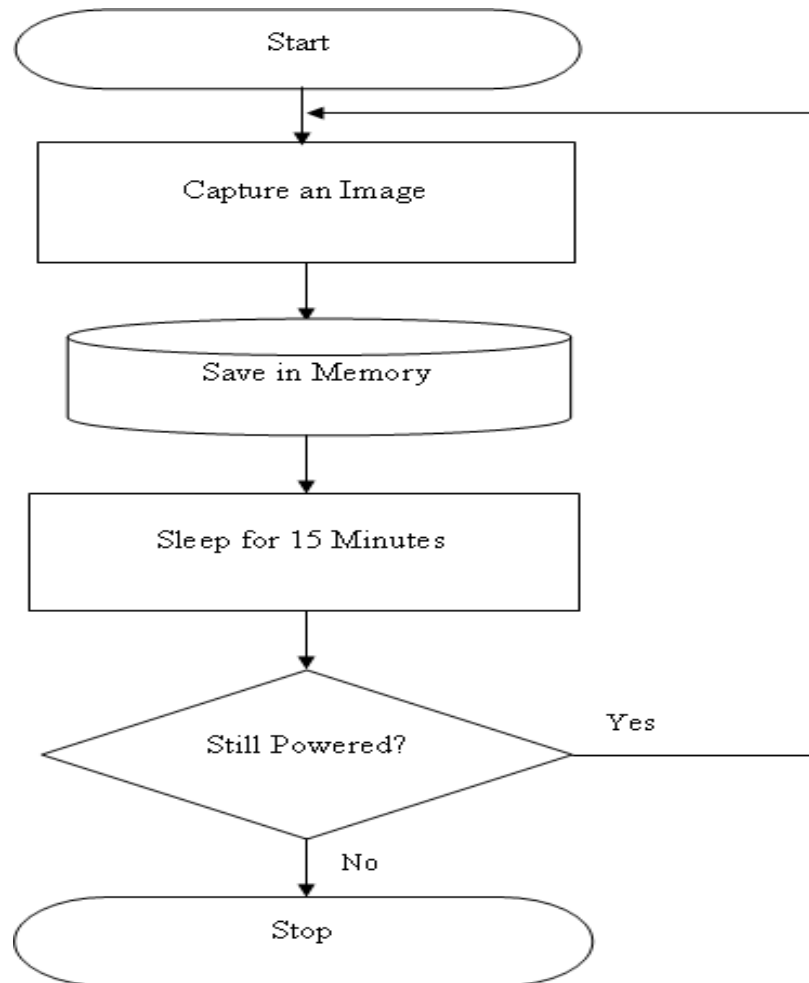 Start
Capture an Image
Save in Memory
Sleep for 15 Minutes
Still Powered?
Yes
No
Stop